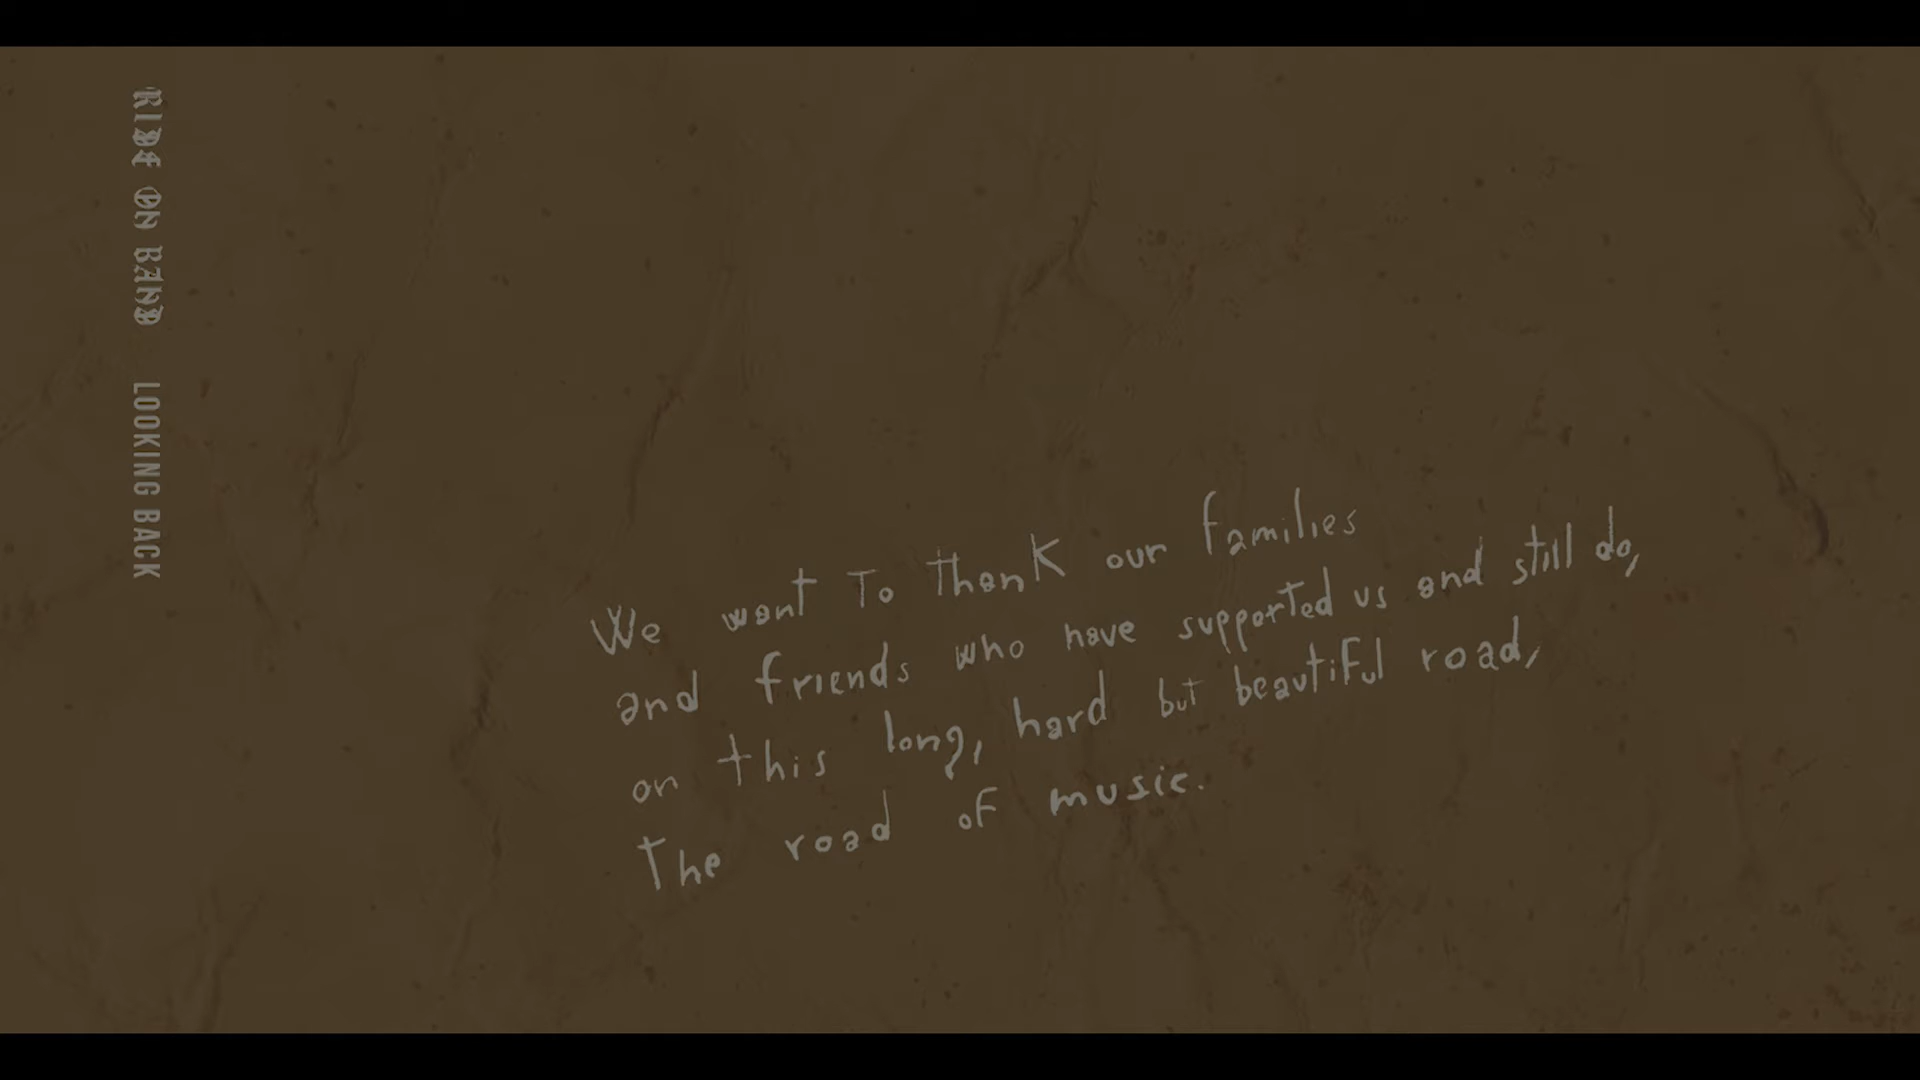 RIDE ON BAND
LOOKING BACK
We want To thank our families
and friends who have supported us and still do,
on this long, hard but beautiful road,
The road of music.